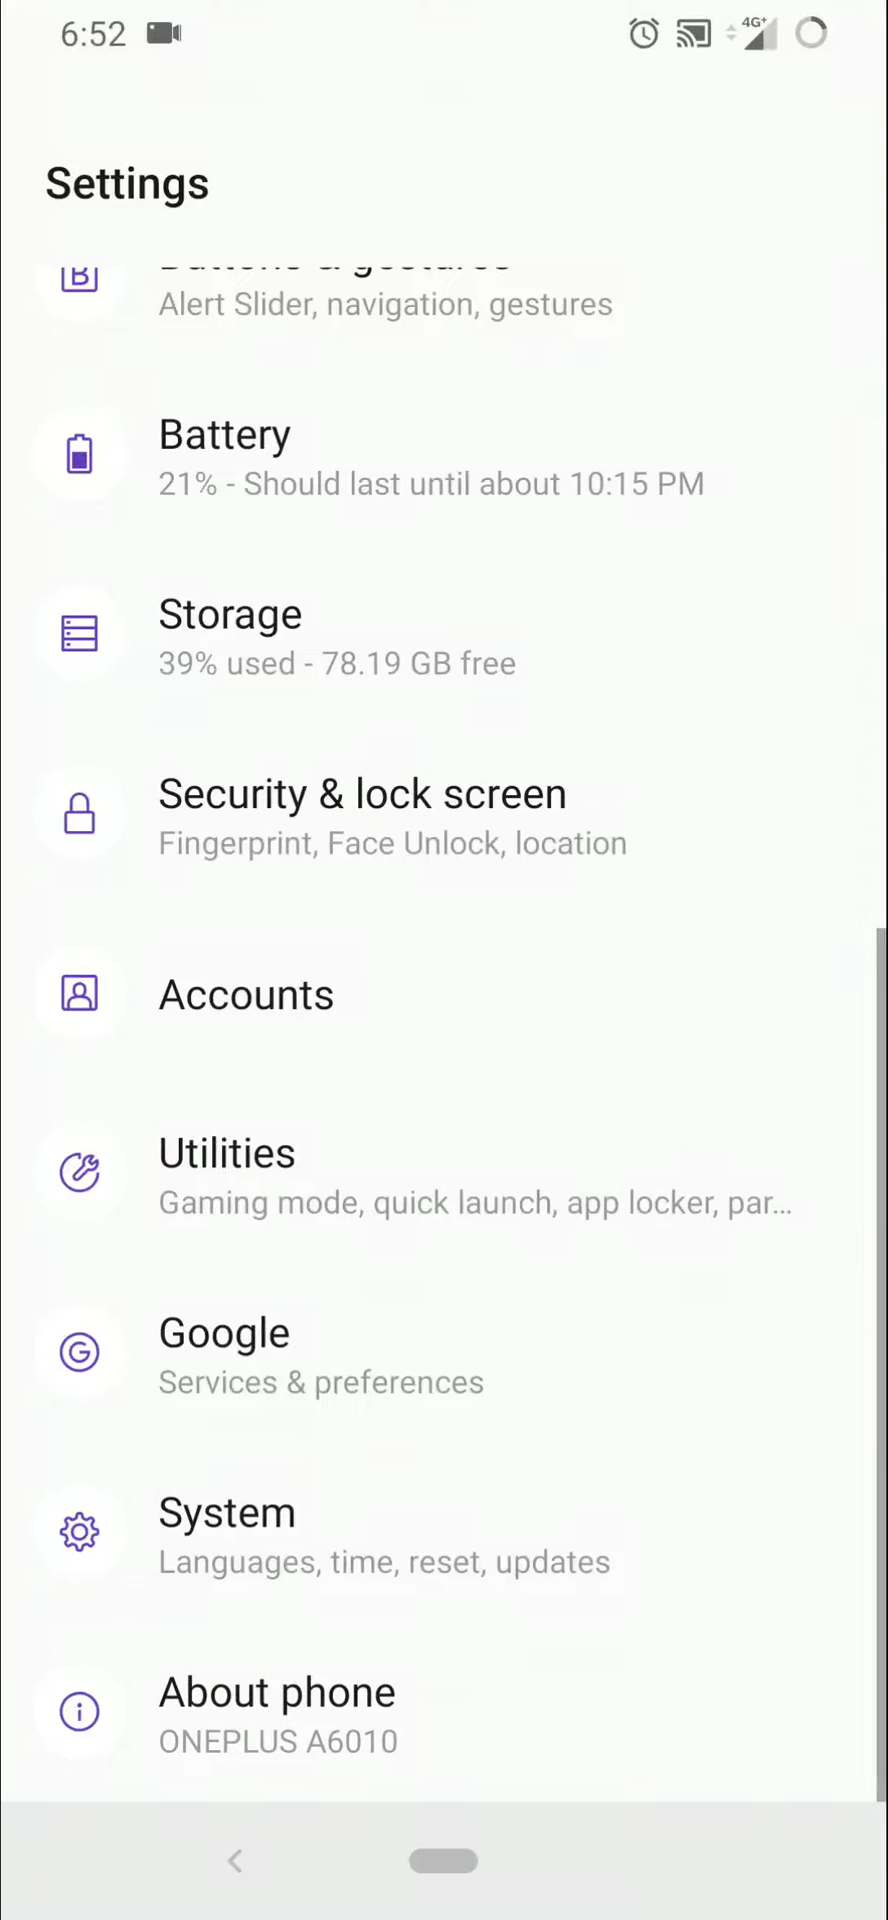 6:52
4G+
Settings
Buttons & gestures
Alert Slider, navigation, gestures
Battery
21% - Should last until about 10:15 PM
Storage
39% used - 78.19 GB free
Security & lock screen
Fingerprint, Face Unlock, location
Accounts
Utilities
Gaming mode, quick launch, app locker, par...
Google
Services & preferences
System
Languages, time, reset, updates
About phone
ONEPLUS A6010